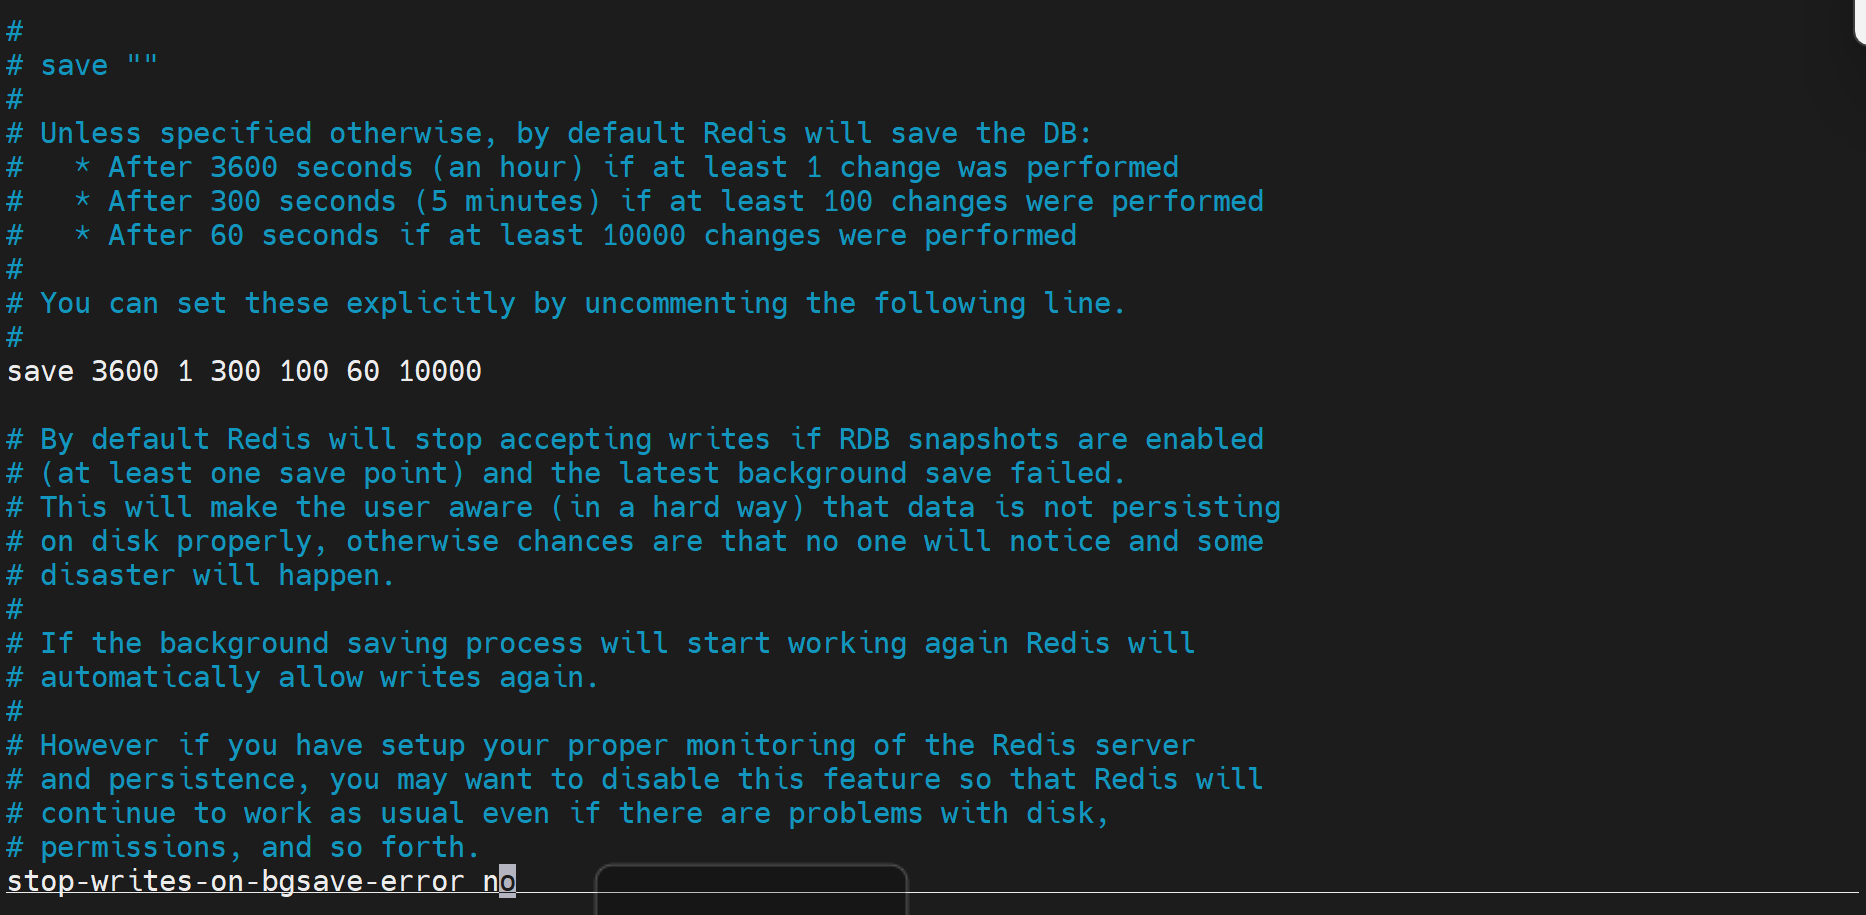 #
# save ""
#
# Unless specified otherwise, by default Redis will save the DB:
#   * After 3600 seconds (an hour) if at least 1 change was performed
#   * After 300 seconds (5 minutes) if at least 100 changes were performed
#   * After 60 seconds if at least 10000 changes were performed
#
# You can set these explicitly by uncommenting the following line.
#
save 3600 1 300 100 60 10000

# By default Redis will stop accepting writes if RDB snapshots are enabled
# (at least one save point) and the latest background save failed.
# This will make the user aware (in a hard way) that data is not persisting
# on disk properly, otherwise chances are that no one will notice and some
# disaster will happen.
#
# If the background saving process will start working again Redis will
# automatically allow writes again.
#
# However if you have setup your proper monitoring of the Redis server
# and persistence, you may want to disable this feature so that Redis will
# continue to work as usual even if there are problems with disk,
# permissions, and so forth.
stop-writes-on-bgsave-error no